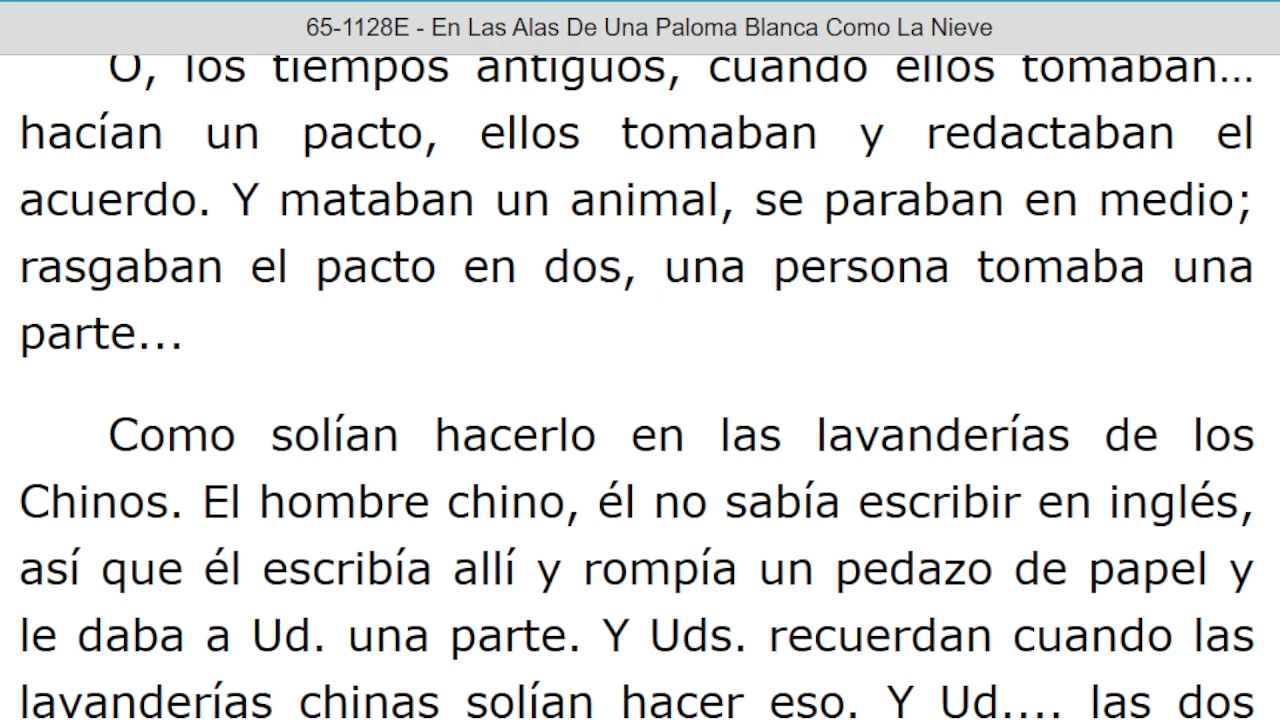 65-1128E - En Las Alas De Una Paloma Blanca Como La Nieve
O, los tiempos antiguos, cuando ellos tomaban...
hacían un pacto, ellos tomaban y redactaban el
acuerdo. Y mataban un animal, se paraban en medio;
rasgaban el pacto en dos, una persona tomaba una
parte...
Como solían hacerlo en las lavanderías de los
Chinos. El hombre chino, él no sabía escribir en inglés,
así que él escribía allí y rompía un pedazo de papel y
le daba a Ud. una parte. Y Uds. recuerdan cuando las
lavanderías chinas solían hacer eso. Y Ud.... las dos